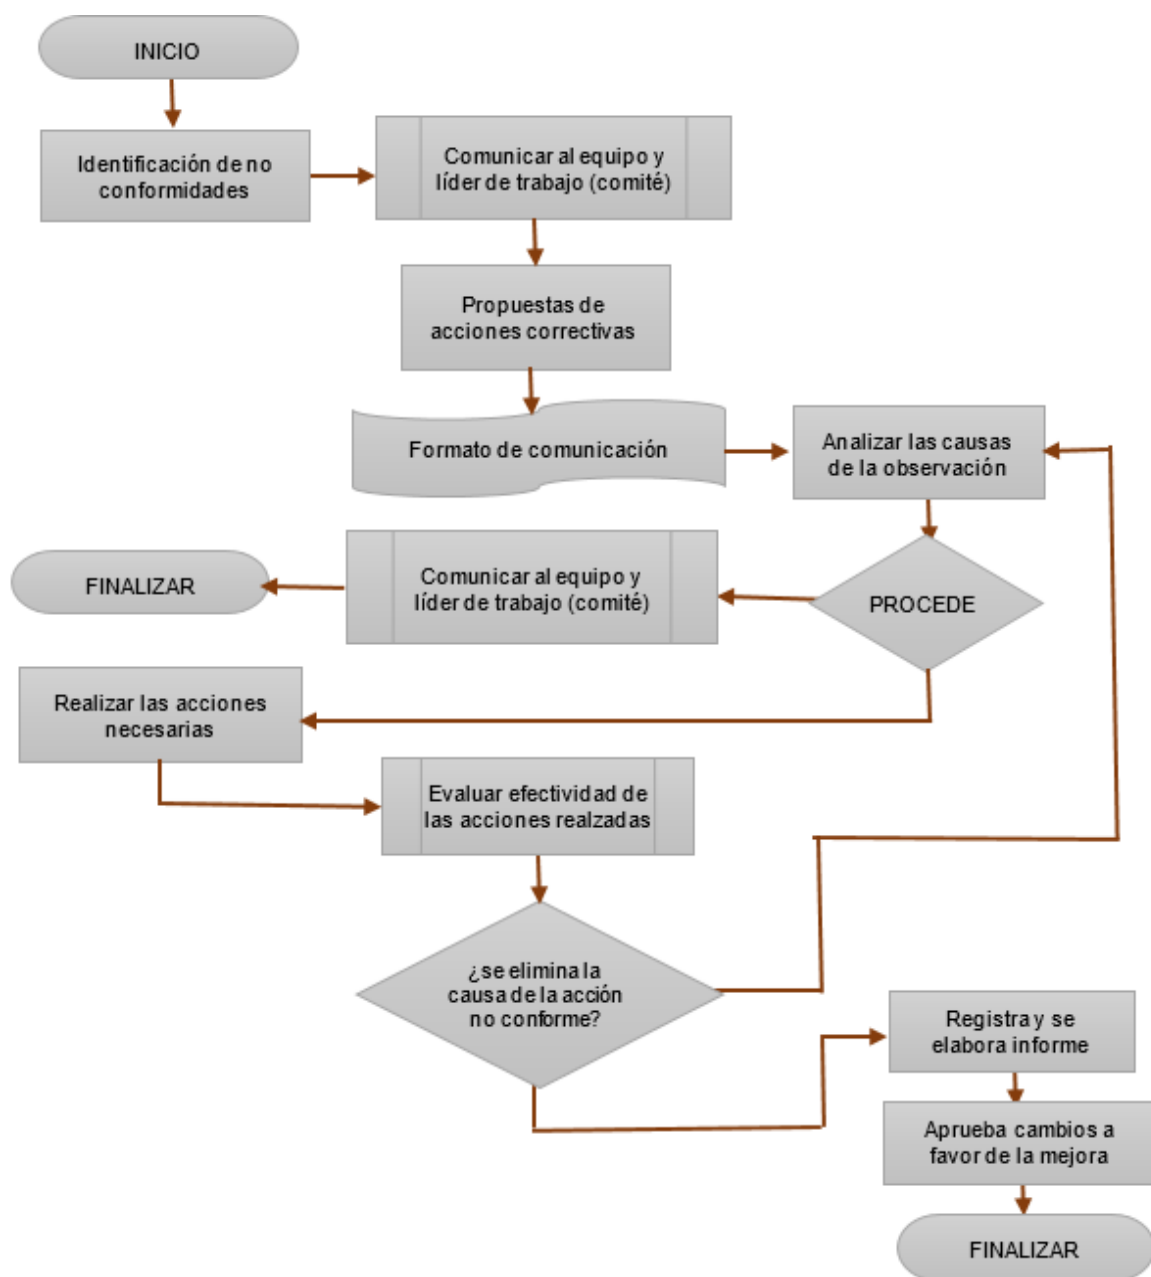 INICIO
Identificación de no
conformidades
Comunicar al equipo y
líder de trabajo (comité)
Propuestas de
acciones correctivas
Formato de comunicación
Analizar las causas
de la observación
PROCEDE
Comunicar al equipo y
líder de trabajo (comité)
FINALIZAR
Realizar las acciones
necesarias
Evaluar efectividad de
las acciones realzadas
¿se elimina la
causa de la acción
no conforme?
Registra y se
elabora informe
Aprueba cambios a
favor de la mejora
FINALIZAR